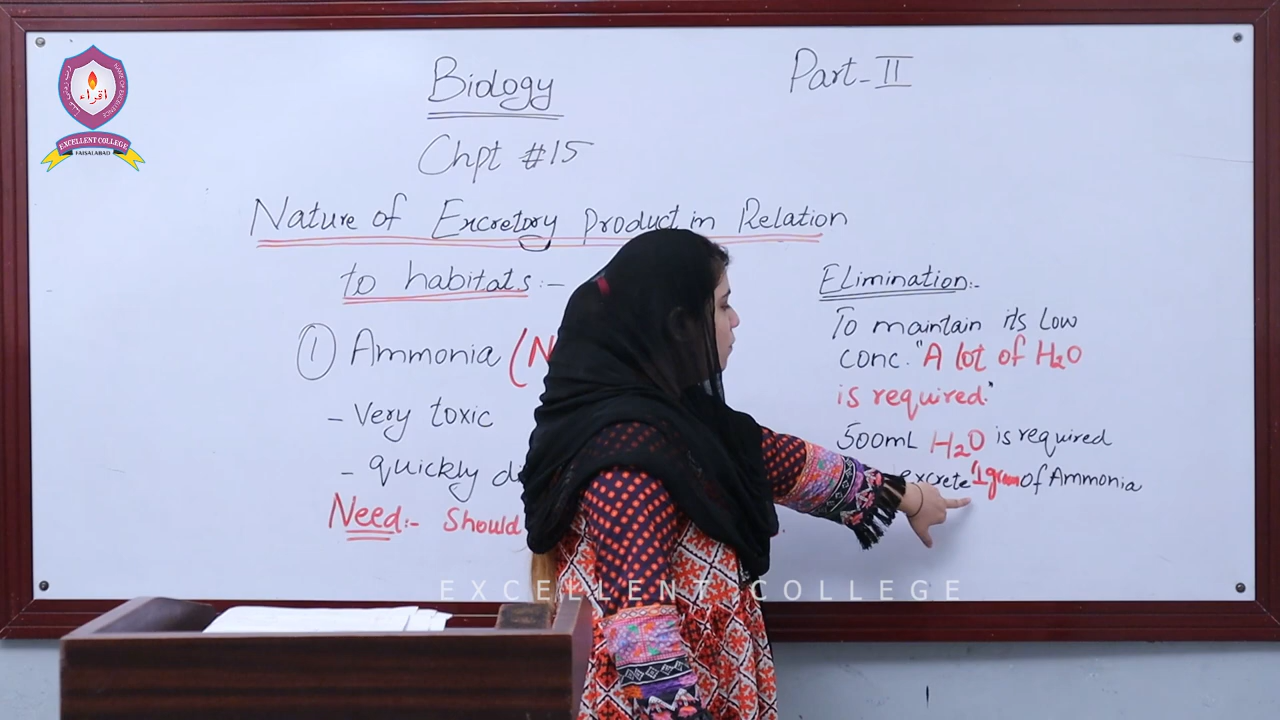 Biology
Part-II
Chpt #15
Nature of Excretory Product in Relation
to habitats:-
① Ammonia (N
- Very toxic
- quickly di
Need:- Should
Elimination:-
To maintain its Low
conc. "A lot of H₂O
is required."
500mL H₂O is required
excrete "1gram of Ammonia
اقراء
EXCELLENT COLLEGE
FAISALABAD
EXCELLENT COLLEGE